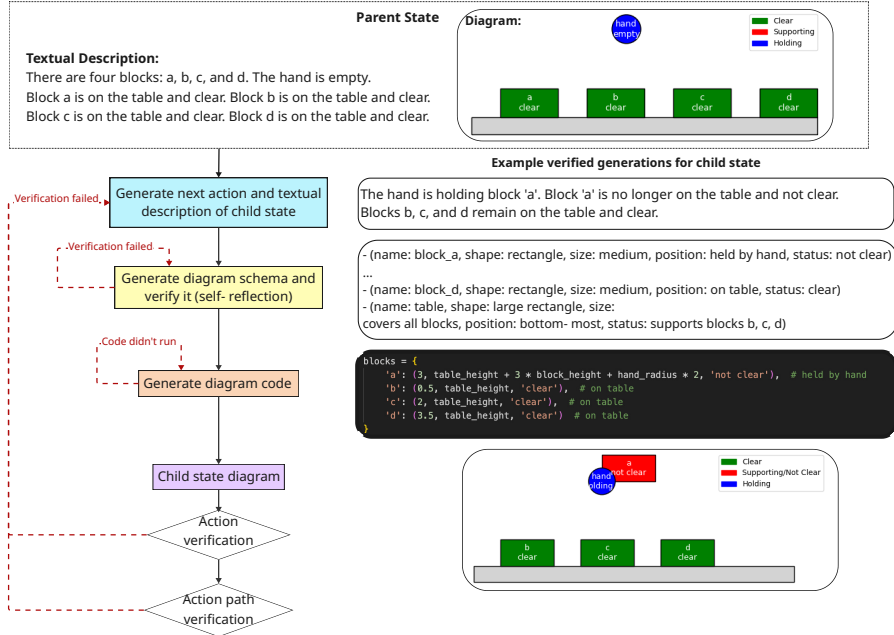 Parent State
Textual Description:
There are four blocks: a, b, c, and d. The hand is empty.
Block a is on the table and clear. Block b is on the table and clear.
Block c is on the table and clear. Block d is on the table and clear.
Diagram:
hand
empty
Clear
Supporting
Holding
a
clear
b
clear
c
clear
d
clear
Verification failed
Generate next action and textual
description of child state
Verification failed
Generate diagram schema and
verify it (self- reflection)
Code didn't run
Generate diagram code
Child state diagram
Action
verification
Action path
verification
Example verified generations for child state
The hand is holding block 'a'. Block 'a' is no longer on the table and not clear.
Blocks b, c, and d remain on the table and clear.
- (name: block_a, shape: rectangle, size: medium, position: held by hand, status: not clear)
...
- (name: block_d, shape: rectangle, size: medium, position: on table, status: clear)
- (name: table, shape: large rectangle, size:
covers all blocks, position: bottom- most, status: supports blocks b, c, d)
blocks = {
'a': (3, table_height + 3 * block_height + hand_radius * 2, 'not clear'),  # held by hand
'b': (0.5, table_height, 'clear'),  # on table
'c': (2, table_height, 'clear'),  # on table
'd': (3.5, table_height, 'clear')  # on table
}
a
not clear
hand
olding
Clear
Supporting/Not Clear
Holding
b
clear
c
clear
d
clear